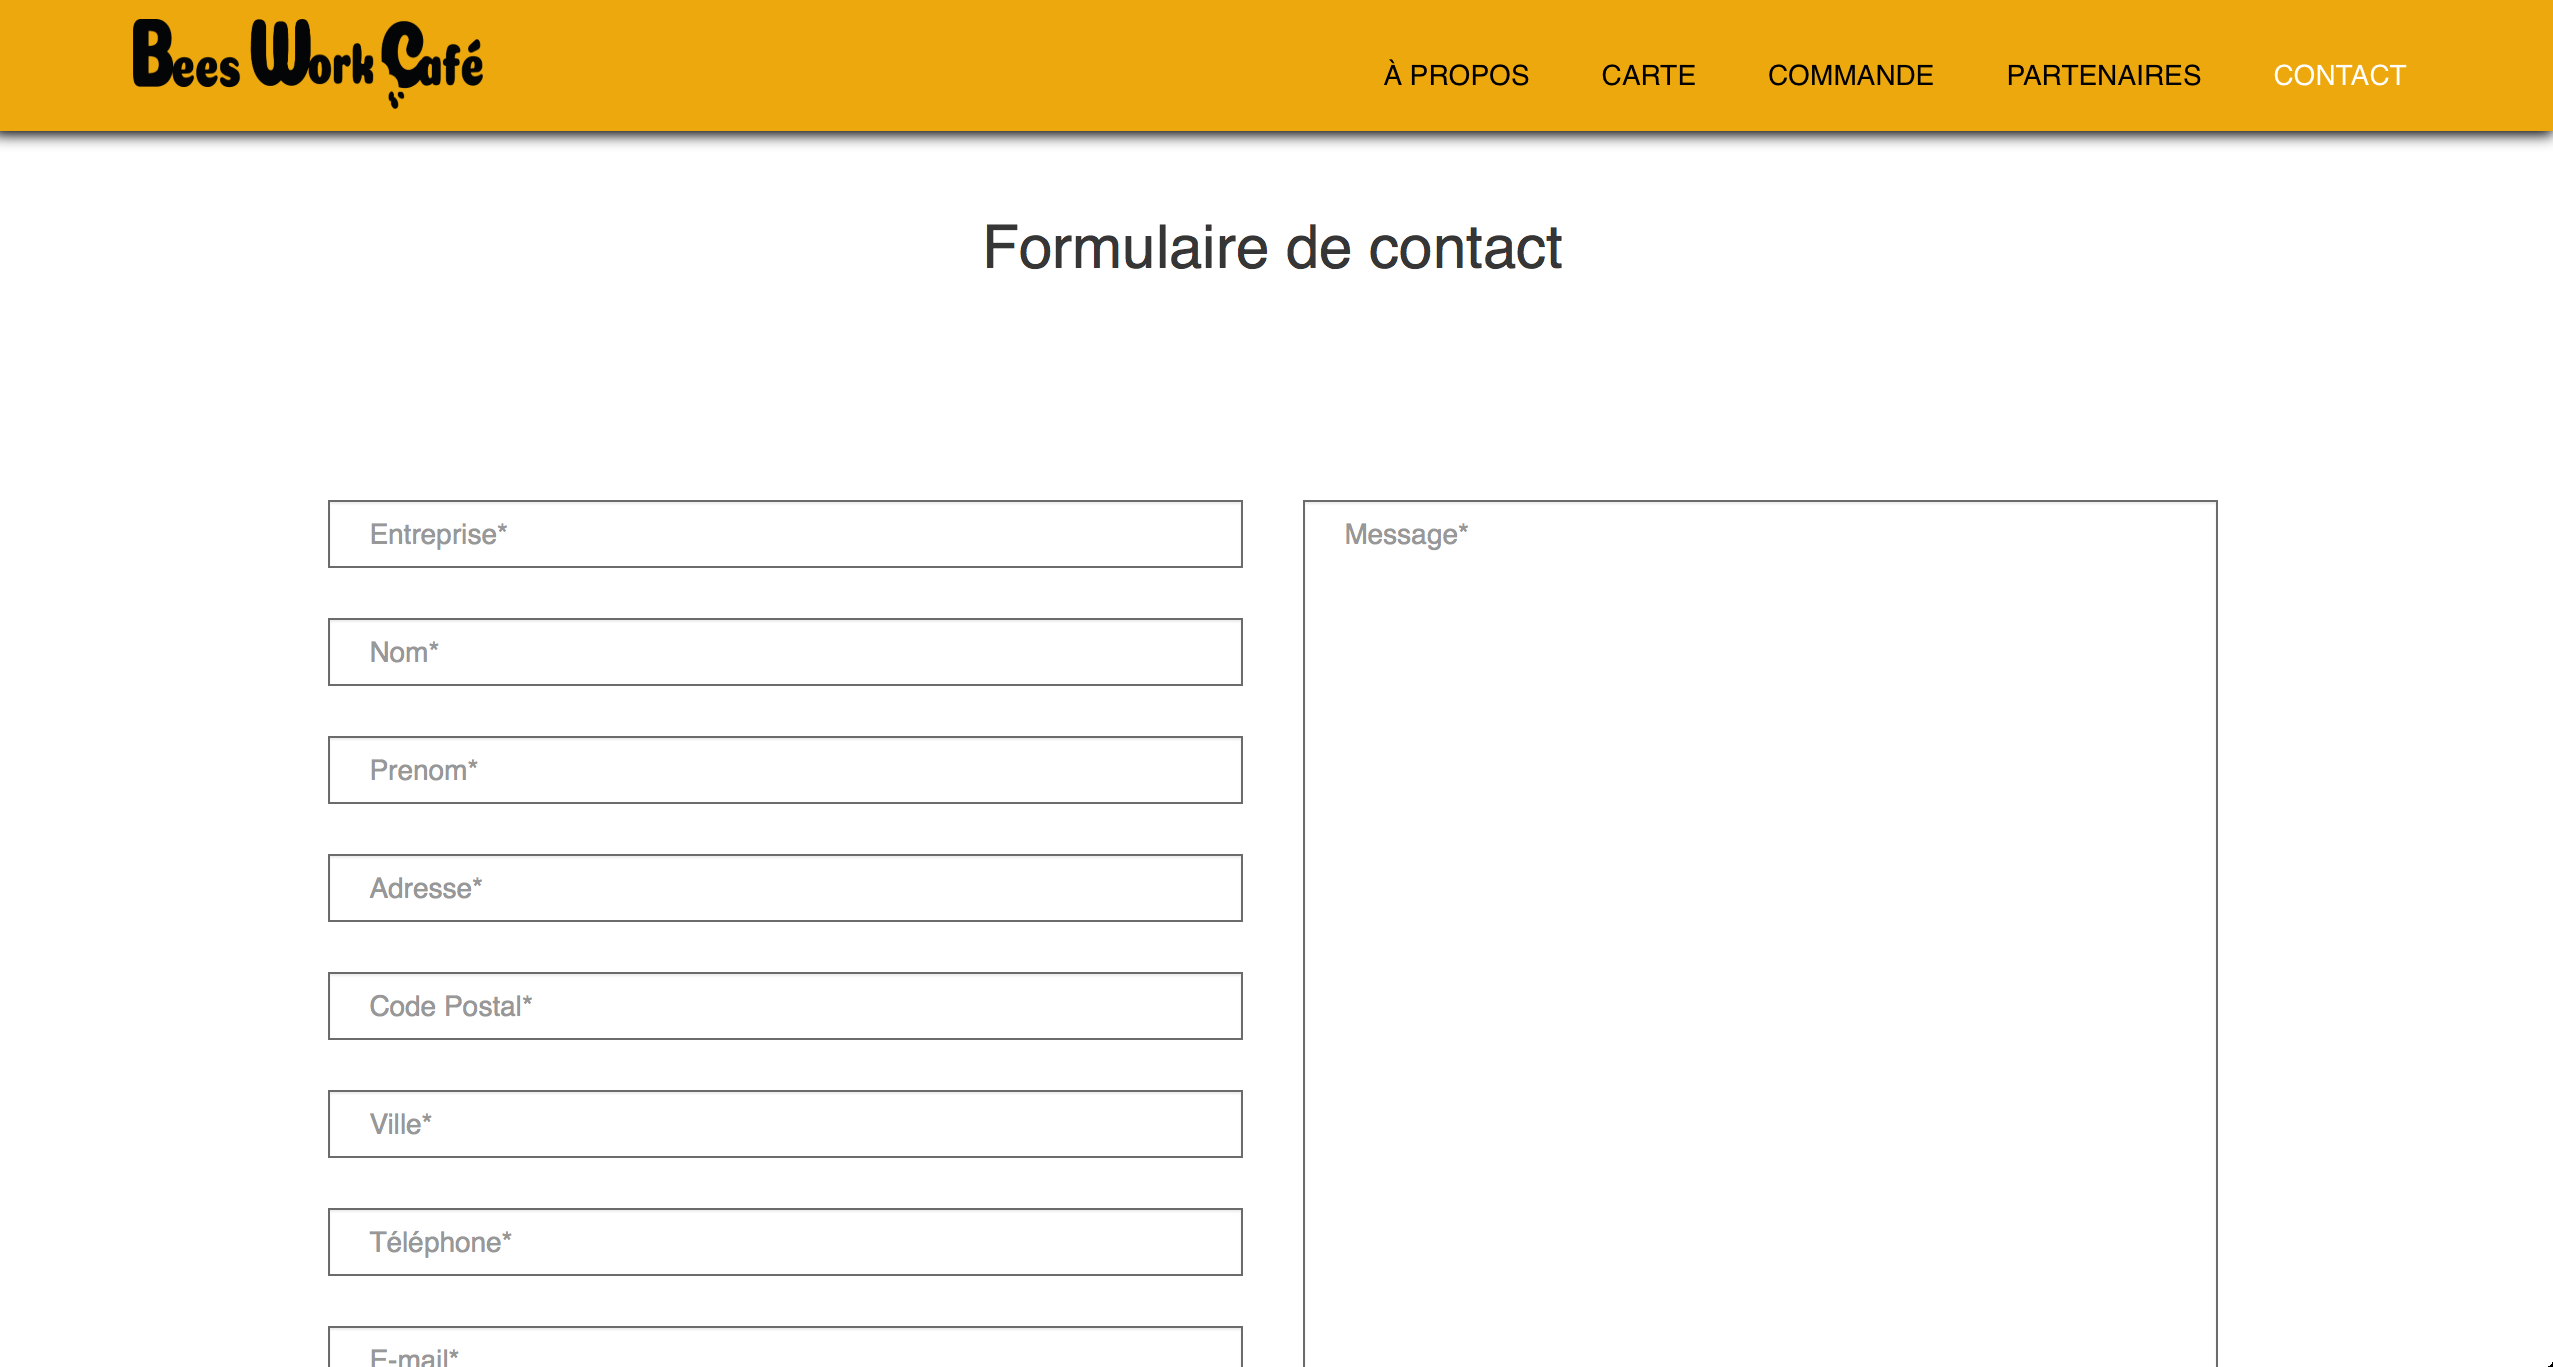 Bees Work Café
À PROPOS CARTE COMMANDE PARTENAIRES CONTACT
Formulaire de contact
Entreprise*
Nom*
Prenom*
Adresse*
Code Postal*
Ville*
Téléphone*
E-mail*
Message*